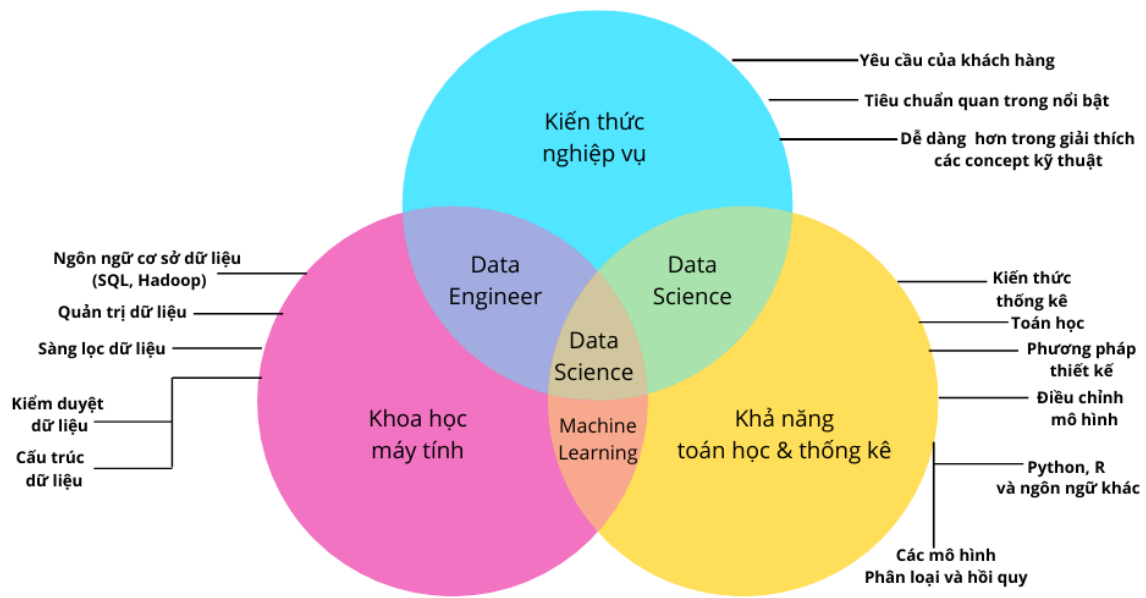 Kiến thức
nghiệp vụ
Yêu cầu của khách hàng
Tiêu chuẩn quan trong nổi bật
Dễ dàng hơn trong giải thích
các concept kỹ thuật
Data
Engineer
Data
Science
Data
Science
Machine
Learning
Khoa học
máy tính
Khả năng
toán học & thống kê
Ngôn ngữ cơ sở dữ liệu
(SQL, Hadoop)
Quản trị dữ liệu
Sàng lọc dữ liệu
Kiểm duyệt
dữ liệu
Cấu trúc
dữ liệu
Kiến thức
thống kê
Toán học
Phương pháp
thiết kế
Điều chỉnh
mô hình
Python, R
và ngôn ngữ khác
Các mô hình
Phân loại và hồi quy